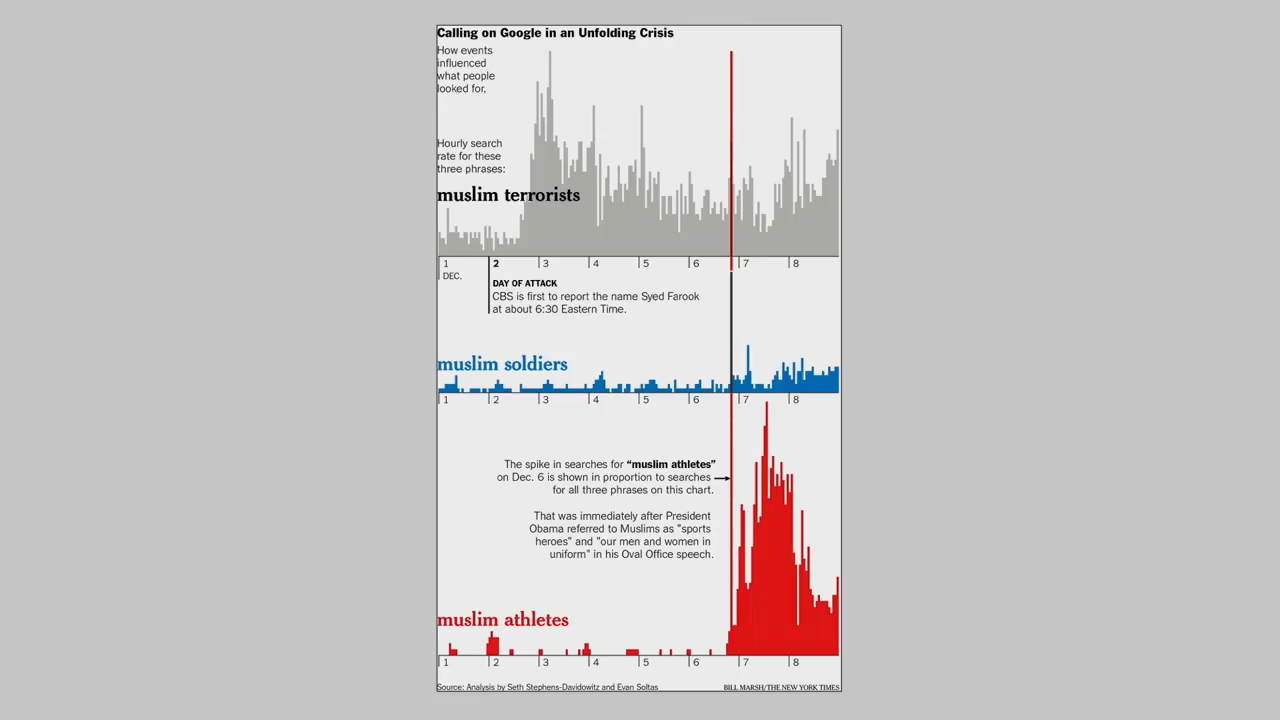 Calling on Google in an Unfolding Crisis
How events
influenced
what people
looked for.
Hourly search
rate for these
three phrases:
muslim terrorists
1 2 3 4 5 6 7 8
DEC.
DAY OF ATTACK
CBS is first to report the name Syed Farook
at about 6:30 Eastern Time.
muslim soldiers
1 2 3 4 5 6 7 8
The spike in searches for “muslim athletes”
on Dec. 6 is shown in proportion to searches
for all three phrases on this chart.
That was immediately after President
Obama referred to Muslims as "sports
heroes" and "our men and women in
uniform" in his Oval Office speech.
muslim athletes
1 2 3 4 5 6 7 8
Source: Analysis by Seth Stephens-Davidowitz and Evan Soltas
BILL MARSH/THE NEW YORK TIMES